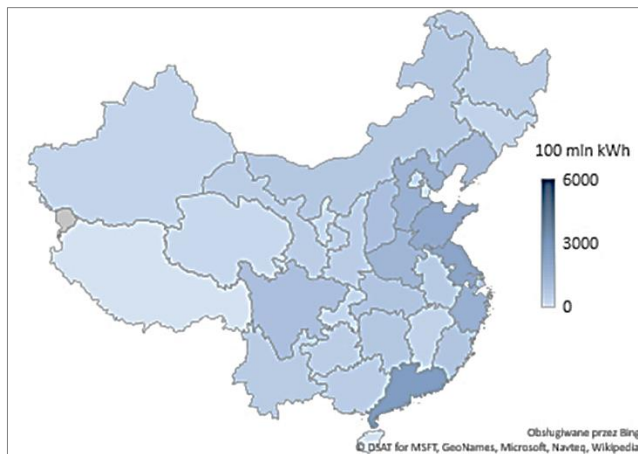 100 mln kWh
6000
3000
0
Obsługiwane przez Bing
© DSAT for MSFT, GeoNames, Microsoft, Navteq, Wikipedia